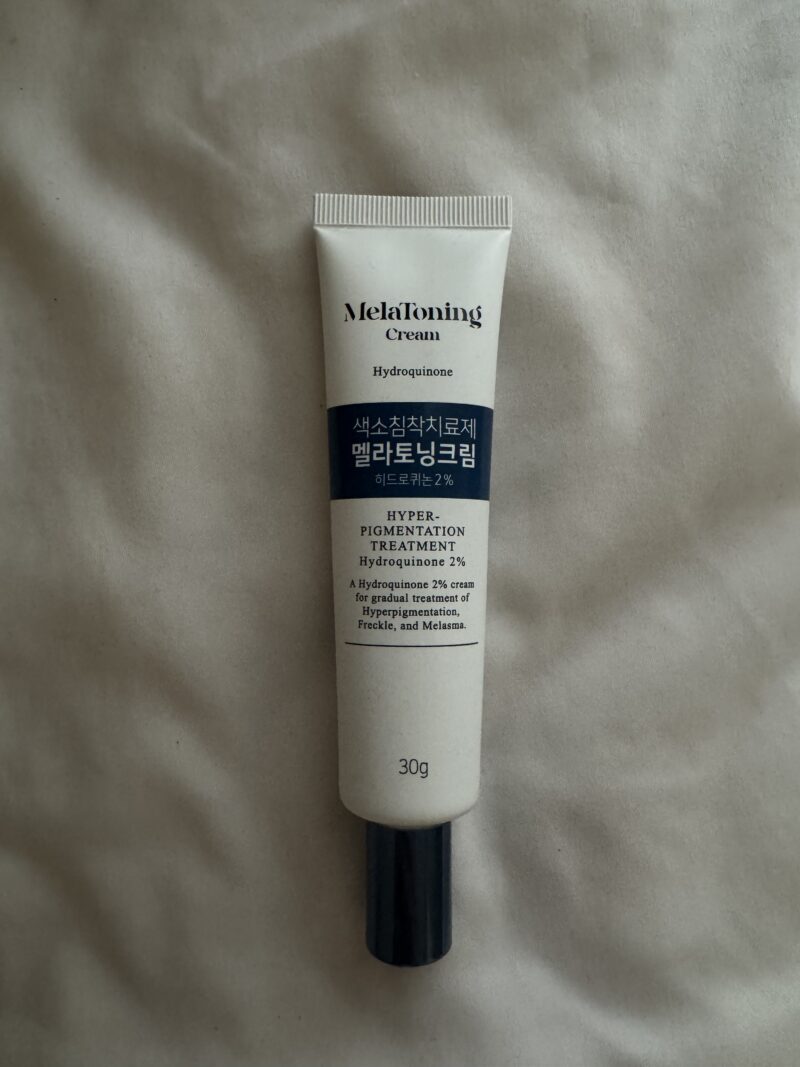 MelaToning
Cream
Hydroquinone
색소침착치료제
멜라토닝크림
히드로퀴논 2%
HYPER-
PIGMENTATION
TREATMENT
Hydroquinone 2%
A Hydroquinone 2% cream
for gradual treatment of
Hyperpigmentation,
Freckle, and Melasma.
30g